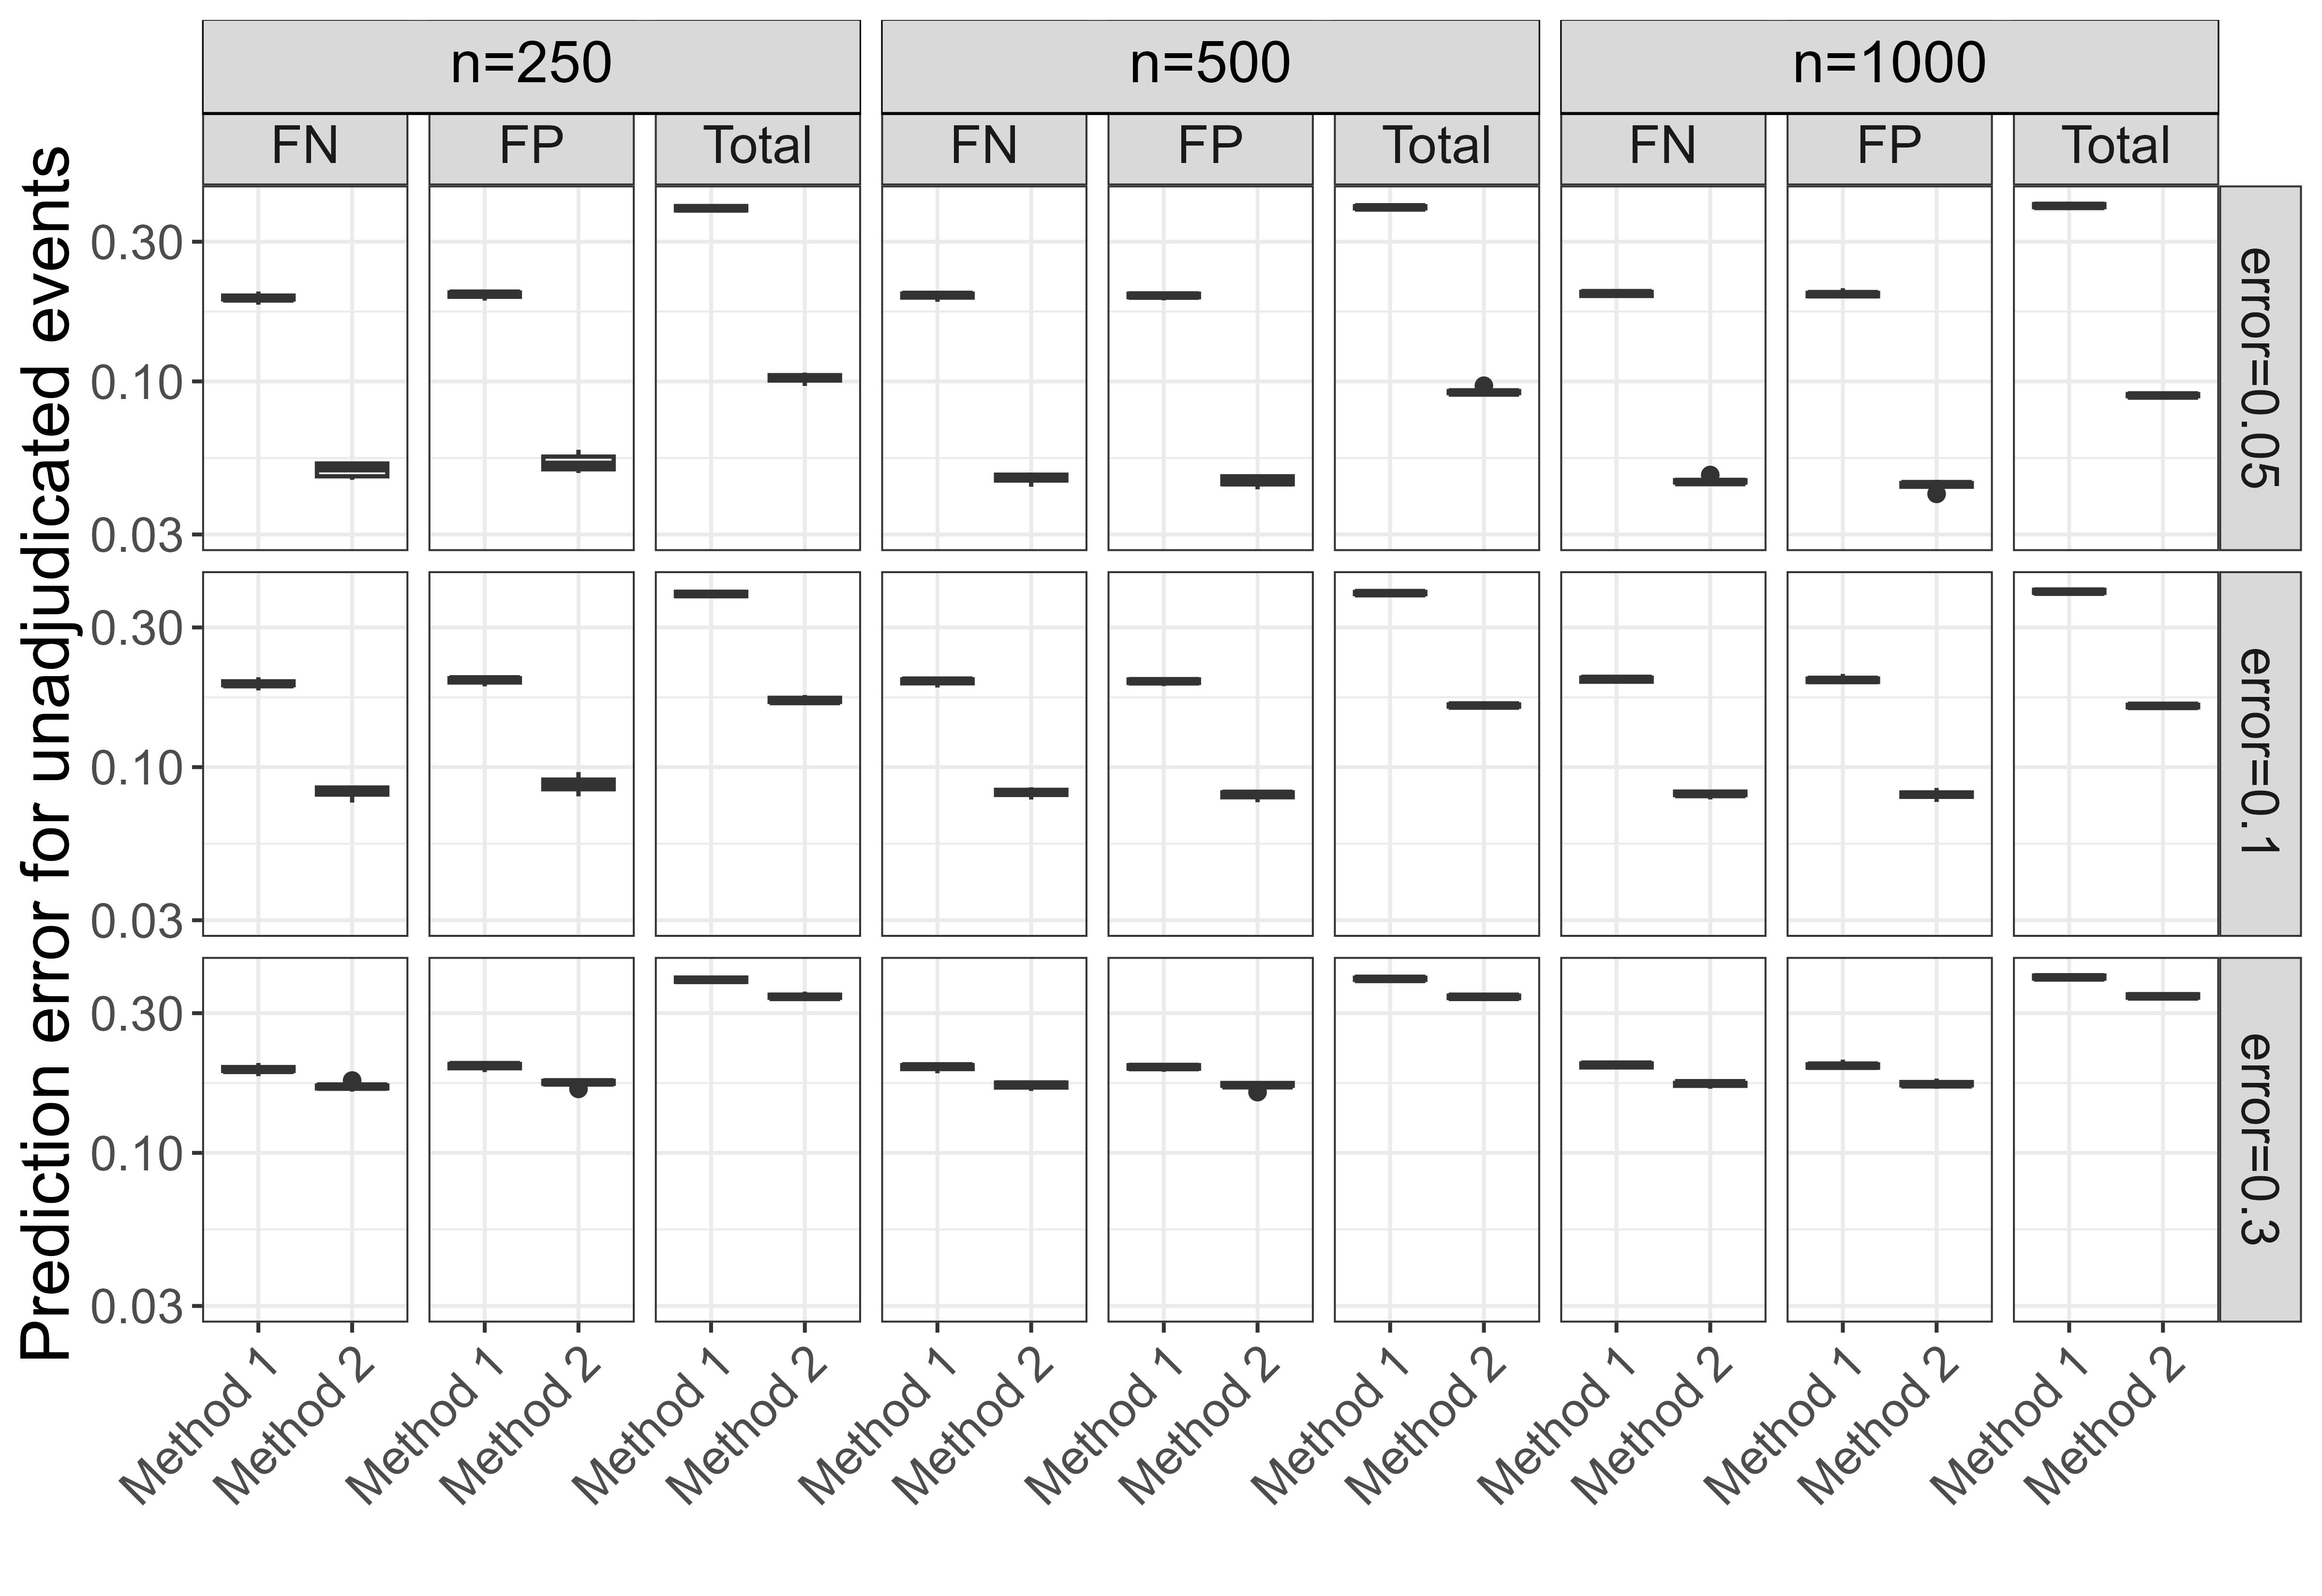 n=250 n=500 n=1000
FN FP Total FN FP Total FN FP Total
Prediction error for unadjudicated events
0.30
0.10
0.03
error=0.05
0.30
0.10
0.03
error=0.1
0.30
0.10
0.03
error=0.3
Method 1 Method 2 Method 1 Method 2 Method 1 Method 2 Method 1 Method 2 Method 1 Method 2 Method 1 Method 2 Method 1 Method 2 Method 1 Method 2 Method 1 Method 2